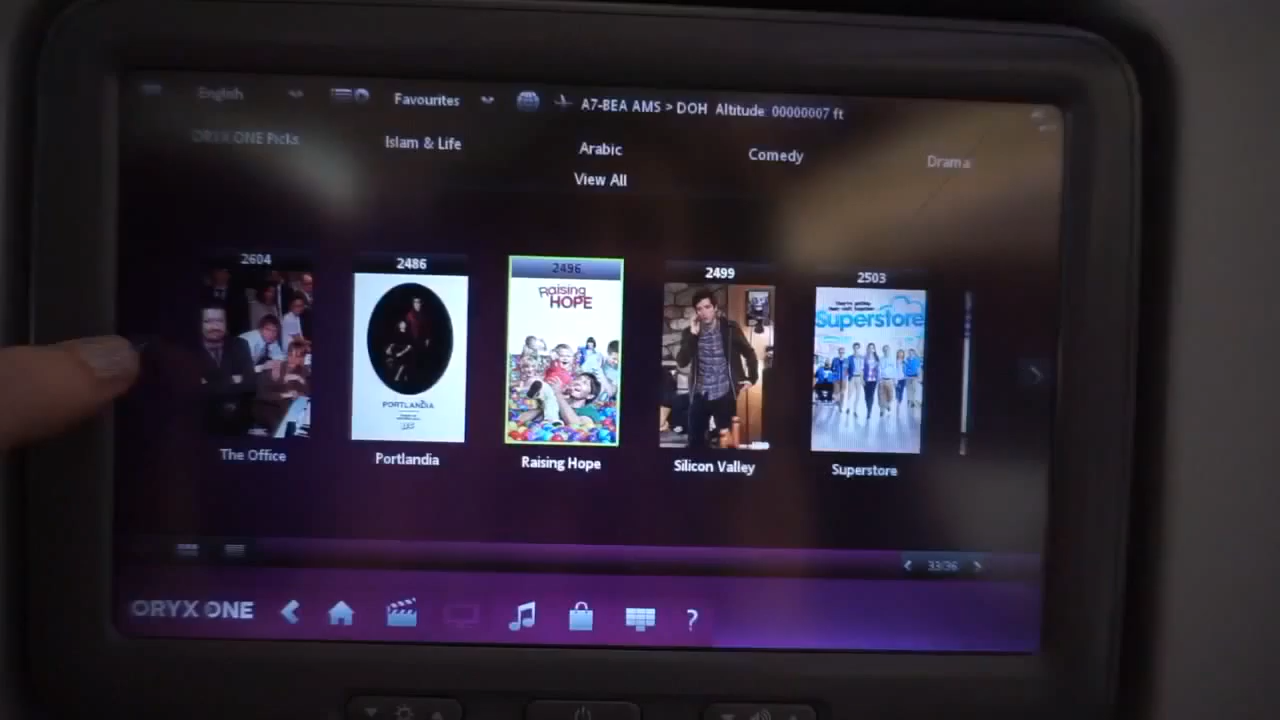 English Favourites A7-BEA AMS > DOH Altitude: 00000007 ft
ORYX ONE Picks Islam & Life Arabic Comedy Drama
View All
2604 2486 2496 2499 2503
Raising
HOPE
Superstore
PORTLANDIA
The Office Portlandia Raising Hope Silicon Valley Superstore
< 33/36 >
ORYX ONE ?